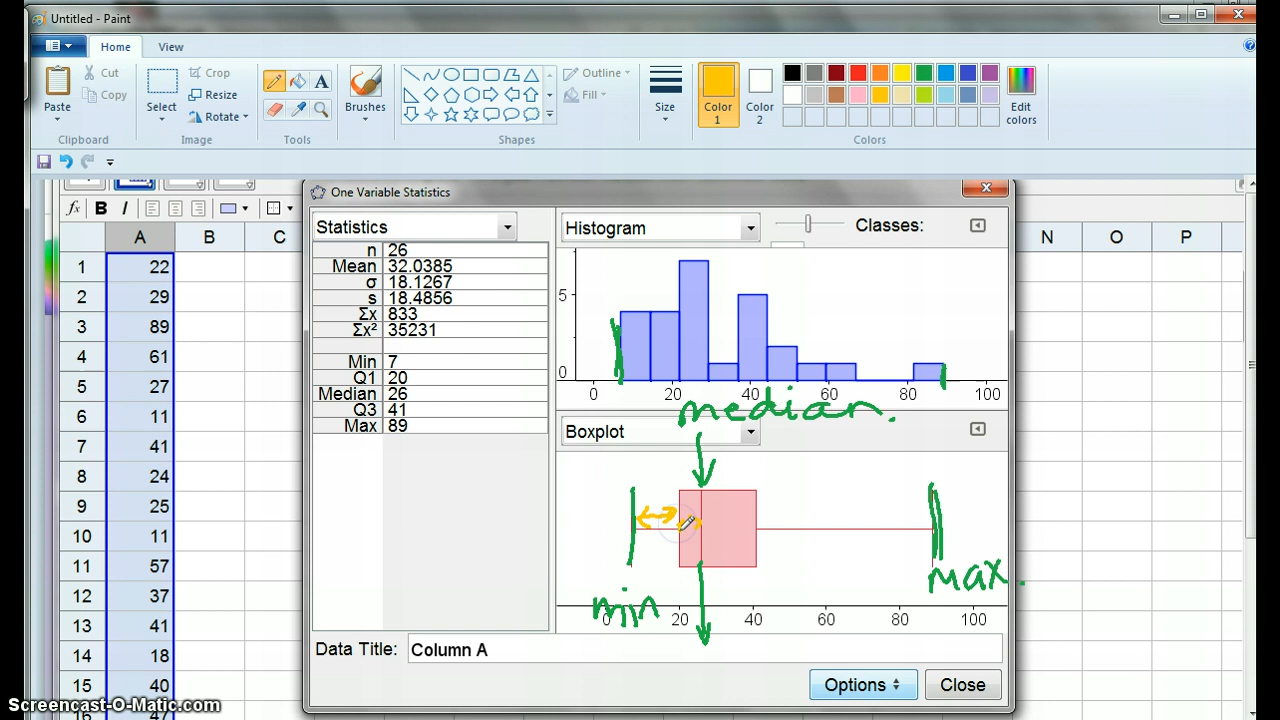 Untitled - Paint
Home View
Paste
Cut
Copy
Clipboard
Select
Crop
Resize
Rotate
Image
Tools
Brushes
Shapes
Outline
Fill
Size
Color 1
Color 2
Edit colors
Colors
fx B I
A B C N O P
1 22
2 29
3 89
4 61
5 27
6 11
7 41
8 24
9 25
10 11
11 57
12 37
13 41
14 18
15 40
16 47
One Variable Statistics
Statistics
n 26
Mean 32.0385
σ 18.1267
s 18.4856
Σx 833
Σx² 35231
Min 7
Q1 20
Median 26
Q3 41
Max 89
Histogram
Classes:
5
0
0 20 40 60 80 100
median.
Boxplot
min
max.
0 20 40 60 80 100
Data Title: Column A
Options Close
Screencast-O-Matic.com